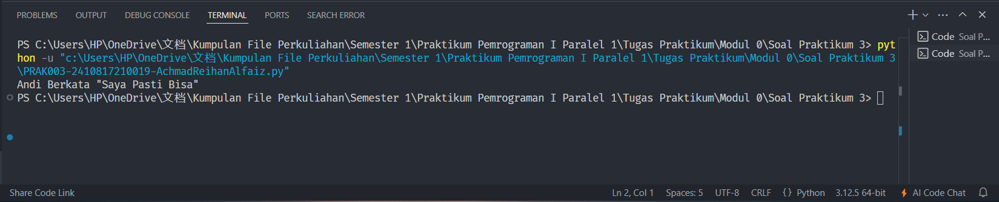 PROBLEMS OUTPUT DEBUG CONSOLE TERMINAL PORTS SEARCH ERROR
PS C:\Users\HP\OneDrive\文档\Kumpulan File Perkuliahan\Semester 1\Praktikum Pemrograman I Paralel 1\Tugas Praktikum\Modul 0\Soal Praktikum 3> pyt
hon -u "c:\Users\HP\OneDrive\文档\Kumpulan File Perkuliahan\Semester 1\Praktikum Pemrograman I Paralel 1\Tugas Praktikum\Modul 0\Soal Praktikum 3
\PRAK003-2410817210019-AchmadReihanAlfaiz.py"
Andi Berkata "Saya Pasti Bisa"
PS C:\Users\HP\OneDrive\文档\Kumpulan File Perkuliahan\Semester 1\Praktikum Pemrograman I Paralel 1\Tugas Praktikum\Modul 0\Soal Praktikum 3>
Code Soal P...
Code Soal P...
Share Code Link Ln 2, Col 1 Spaces: 5 UTF-8 CRLF {} Python 3.12.5 64-bit AI Code Chat